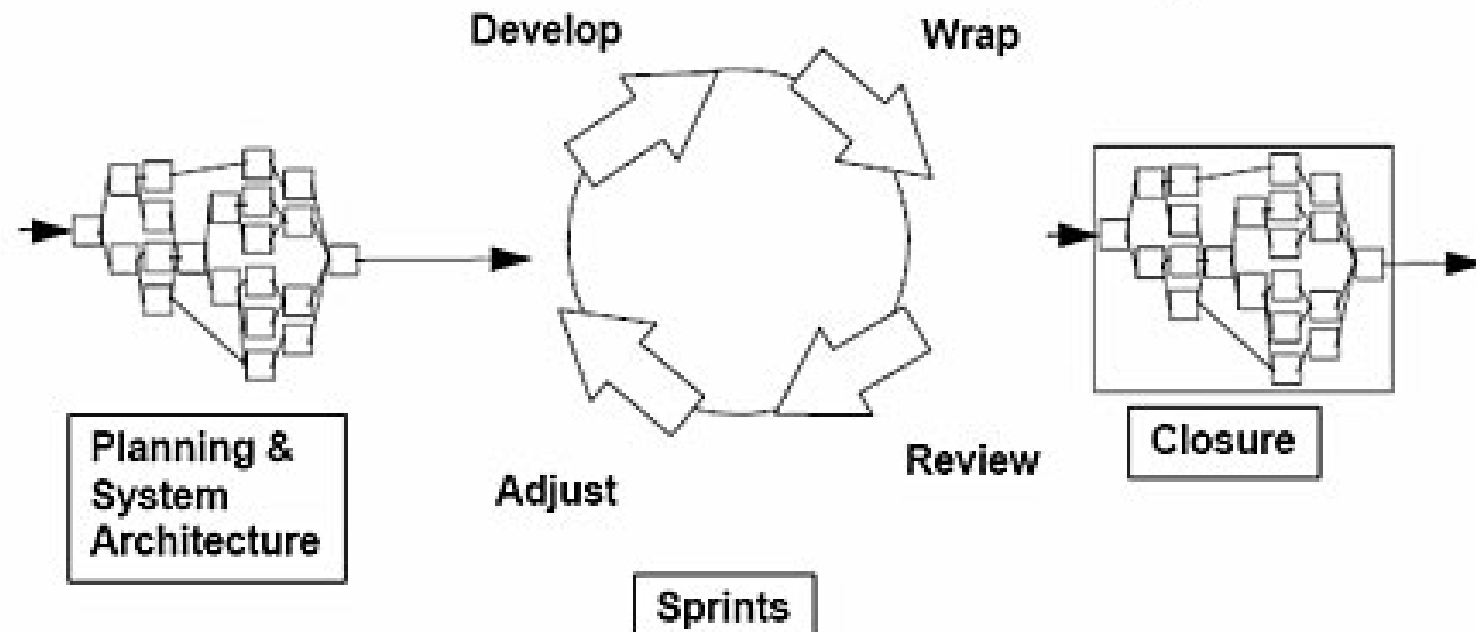 Develop
Wrap
Planning &
System
Architecture
Adjust
Review
Closure
Sprints